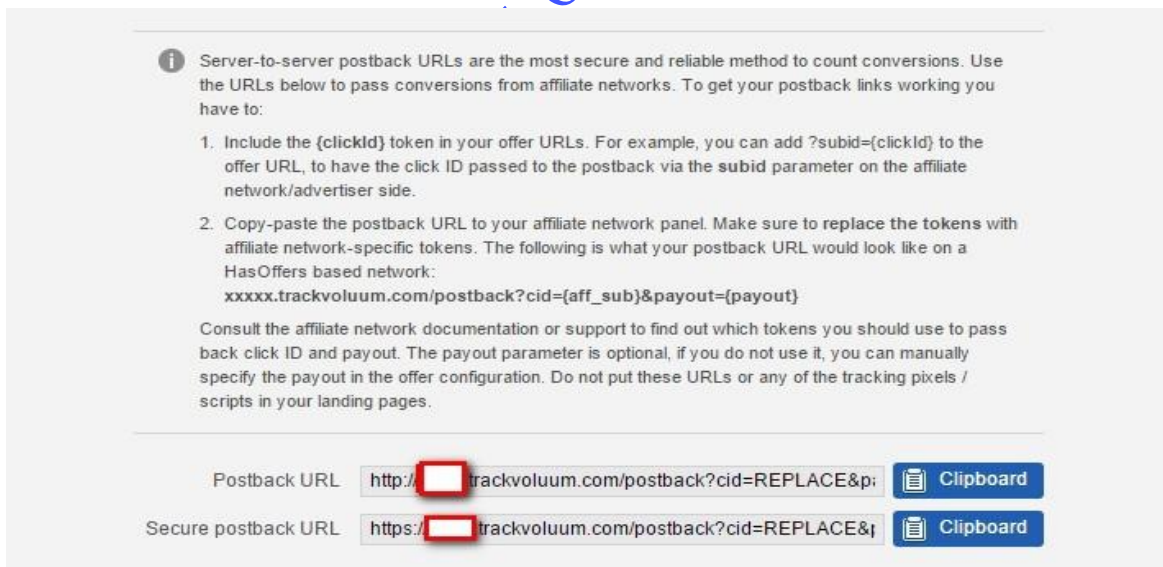 Server-to-server postback URLs are the most secure and reliable method to count conversions. Use
the URLs below to pass conversions from affiliate networks. To get your postback links working you
have to:
1. Include the {clickId} token in your offer URLs. For example, you can add ?subid={clickId} to the
offer URL, to have the click ID passed to the postback via the subid parameter on the affiliate
network/advertiser side.
2. Copy-paste the postback URL to your affiliate network panel. Make sure to replace the tokens with
affiliate network-specific tokens. The following is what your postback URL would look like on a
HasOffers based network:
xxxxx.trackvoluum.com/postback?cid={aff_sub}&payout={payout}
Consult the affiliate network documentation or support to find out which tokens you should use to pass
back click ID and payout. The payout parameter is optional, if you do not use it, you can manually
specify the payout in the offer configuration. Do not put these URLs or any of the tracking pixels /
scripts in your landing pages.
Postback URL http:// trackvoluum.com/postback?cid=REPLACE&pa Clipboard
Secure postback URL https:/ trackvoluum.com/postback?cid=REPLACE&p Clipboard